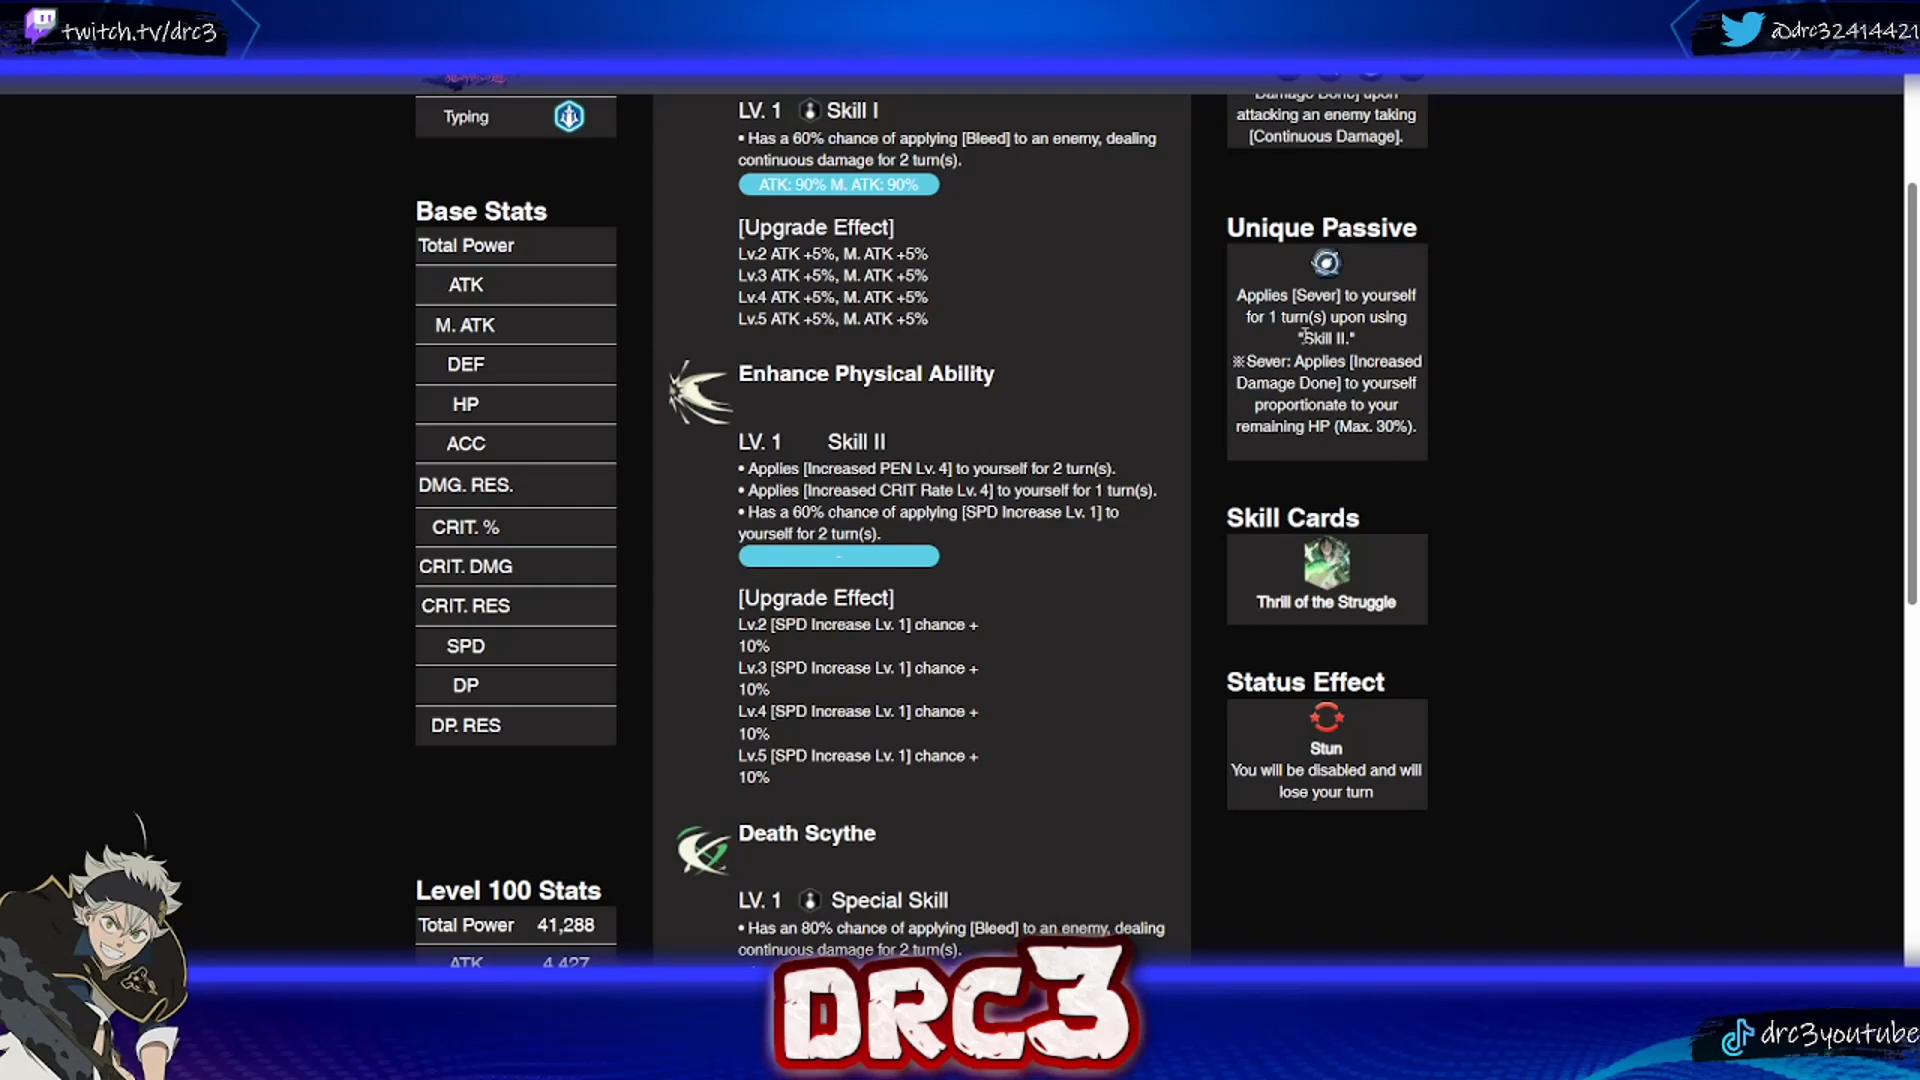 twitch.tv/drc3
@drc32414421
Typing
Base Stats
Total Power
ATK
M. ATK
DEF
HP
ACC
DMG. RES.
CRIT. %
CRIT. DMG
CRIT. RES
SPD
DP
DP. RES
Level 100 Stats
Total Power 41,288
ATK 4,427
LV. 1 Skill I
• Has a 60% chance of applying [Bleed] to an enemy, dealing
continuous damage for 2 turn(s).
ATK: 90% M. ATK: 90%
[Upgrade Effect]
Lv.2 ATK +5%, M. ATK +5%
Lv.3 ATK +5%, M. ATK +5%
Lv.4 ATK +5%, M. ATK +5%
Lv.5 ATK +5%, M. ATK +5%
Enhance Physical Ability
LV. 1 Skill II
• Applies [Increased PEN Lv. 4] to yourself for 2 turn(s).
• Applies [Increased CRIT Rate Lv. 4] to yourself for 1 turn(s).
• Has a 60% chance of applying [SPD Increase Lv. 1] to
yourself for 2 turn(s).
-
[Upgrade Effect]
Lv.2 [SPD Increase Lv. 1] chance +
10%
Lv.3 [SPD Increase Lv. 1] chance +
10%
Lv.4 [SPD Increase Lv. 1] chance +
10%
Lv.5 [SPD Increase Lv. 1] chance +
10%
Death Scythe
LV. 1 Special Skill
• Has an 80% chance of applying [Bleed] to an enemy, dealing
continuous damage for 2 turn(s).
Damage Done] upon
attacking an enemy taking
[Continuous Damage].
Unique Passive
Applies [Sever] to yourself
for 1 turn(s) upon using
"Skill II."
※Sever: Applies [Increased
Damage Done] to yourself
proportionate to your
remaining HP (Max. 30%).
Skill Cards
Thrill of the Struggle
Status Effect
Stun
You will be disabled and will
lose your turn
DRC3
drc3youtube